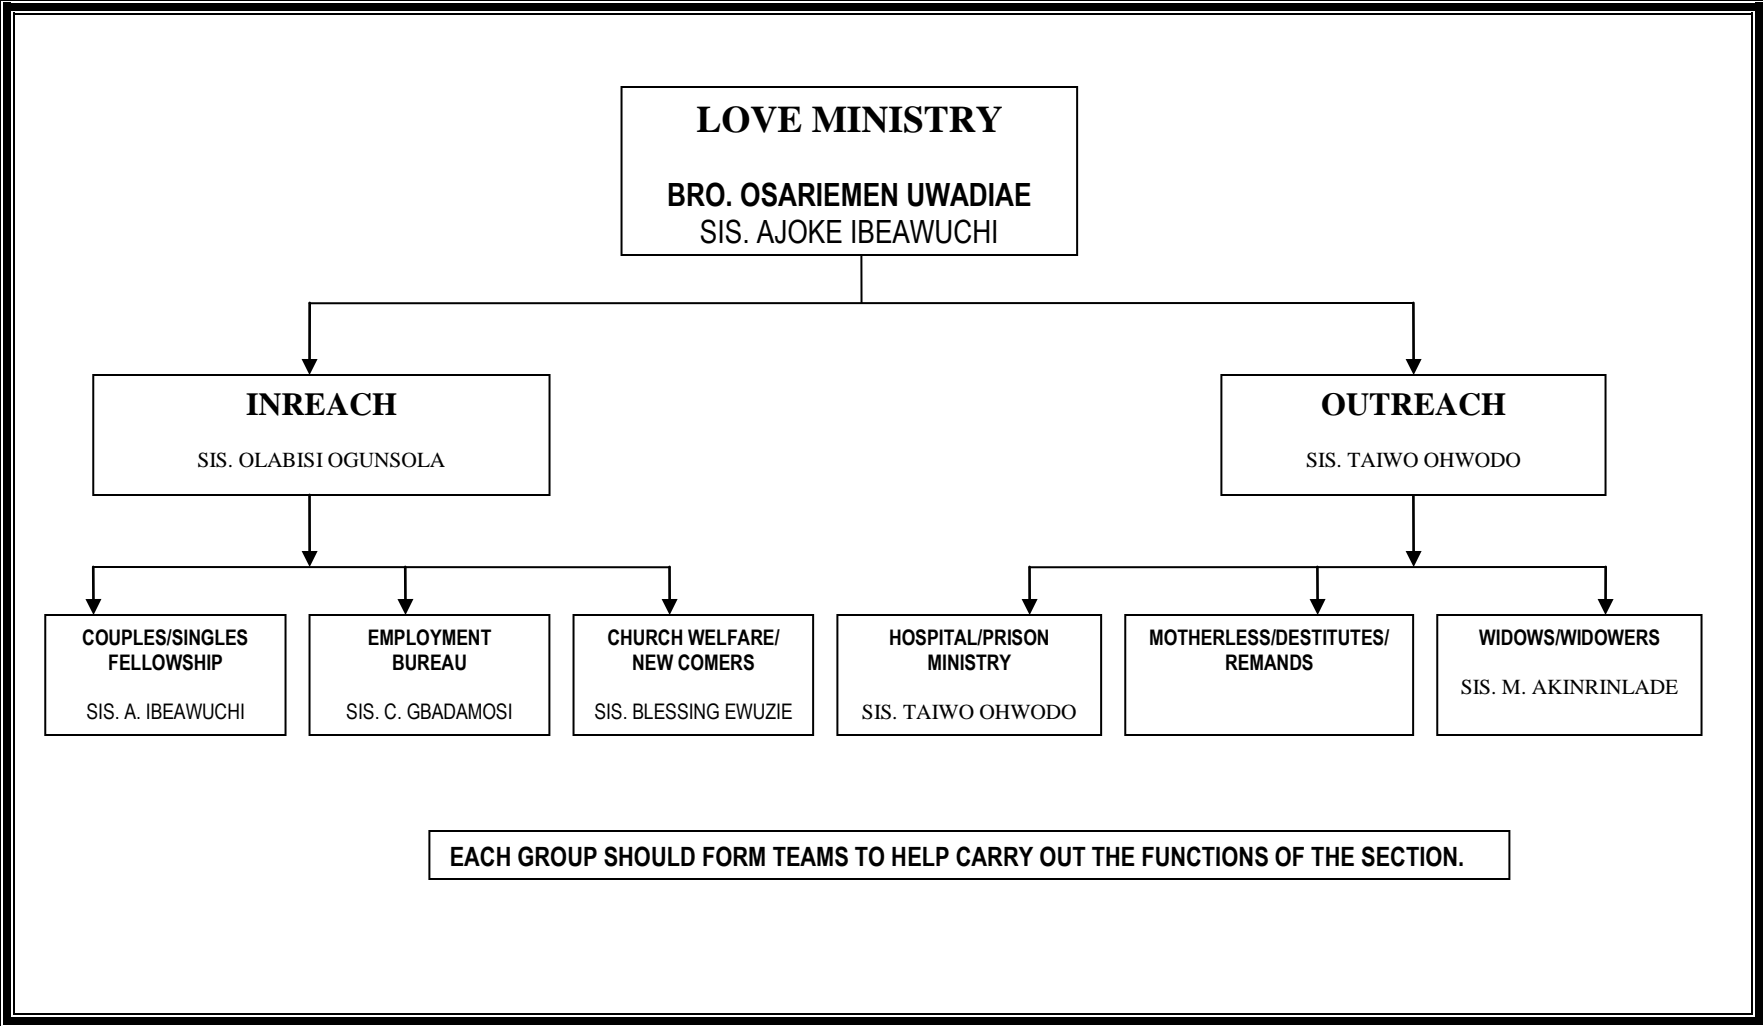 LOVE MINISTRY
BRO. OSARIEMEN UWADIAE
SIS. AJOKE IBEAWUCHI
INREACH
SIS. OLABISI OGUNSOLA
OUTREACH
SIS. TAIWO OHWODO
COUPLES/SINGLES
FELLOWSHIP
SIS. A. IBEAWUCHI
EMPLOYMENT
BUREAU
SIS. C. GBADAMOSI
CHURCH WELFARE/
NEW COMERS
SIS. BLESSING EWUZIE
HOSPITAL/PRISON
MINISTRY
SIS. TAIWO OHWODO
MOTHERLESS/DESTITUTES/
REMANDS
WIDOWS/WIDOWERS
SIS. M. AKINRINLADE
EACH GROUP SHOULD FORM TEAMS TO HELP CARRY OUT THE FUNCTIONS OF THE SECTION.